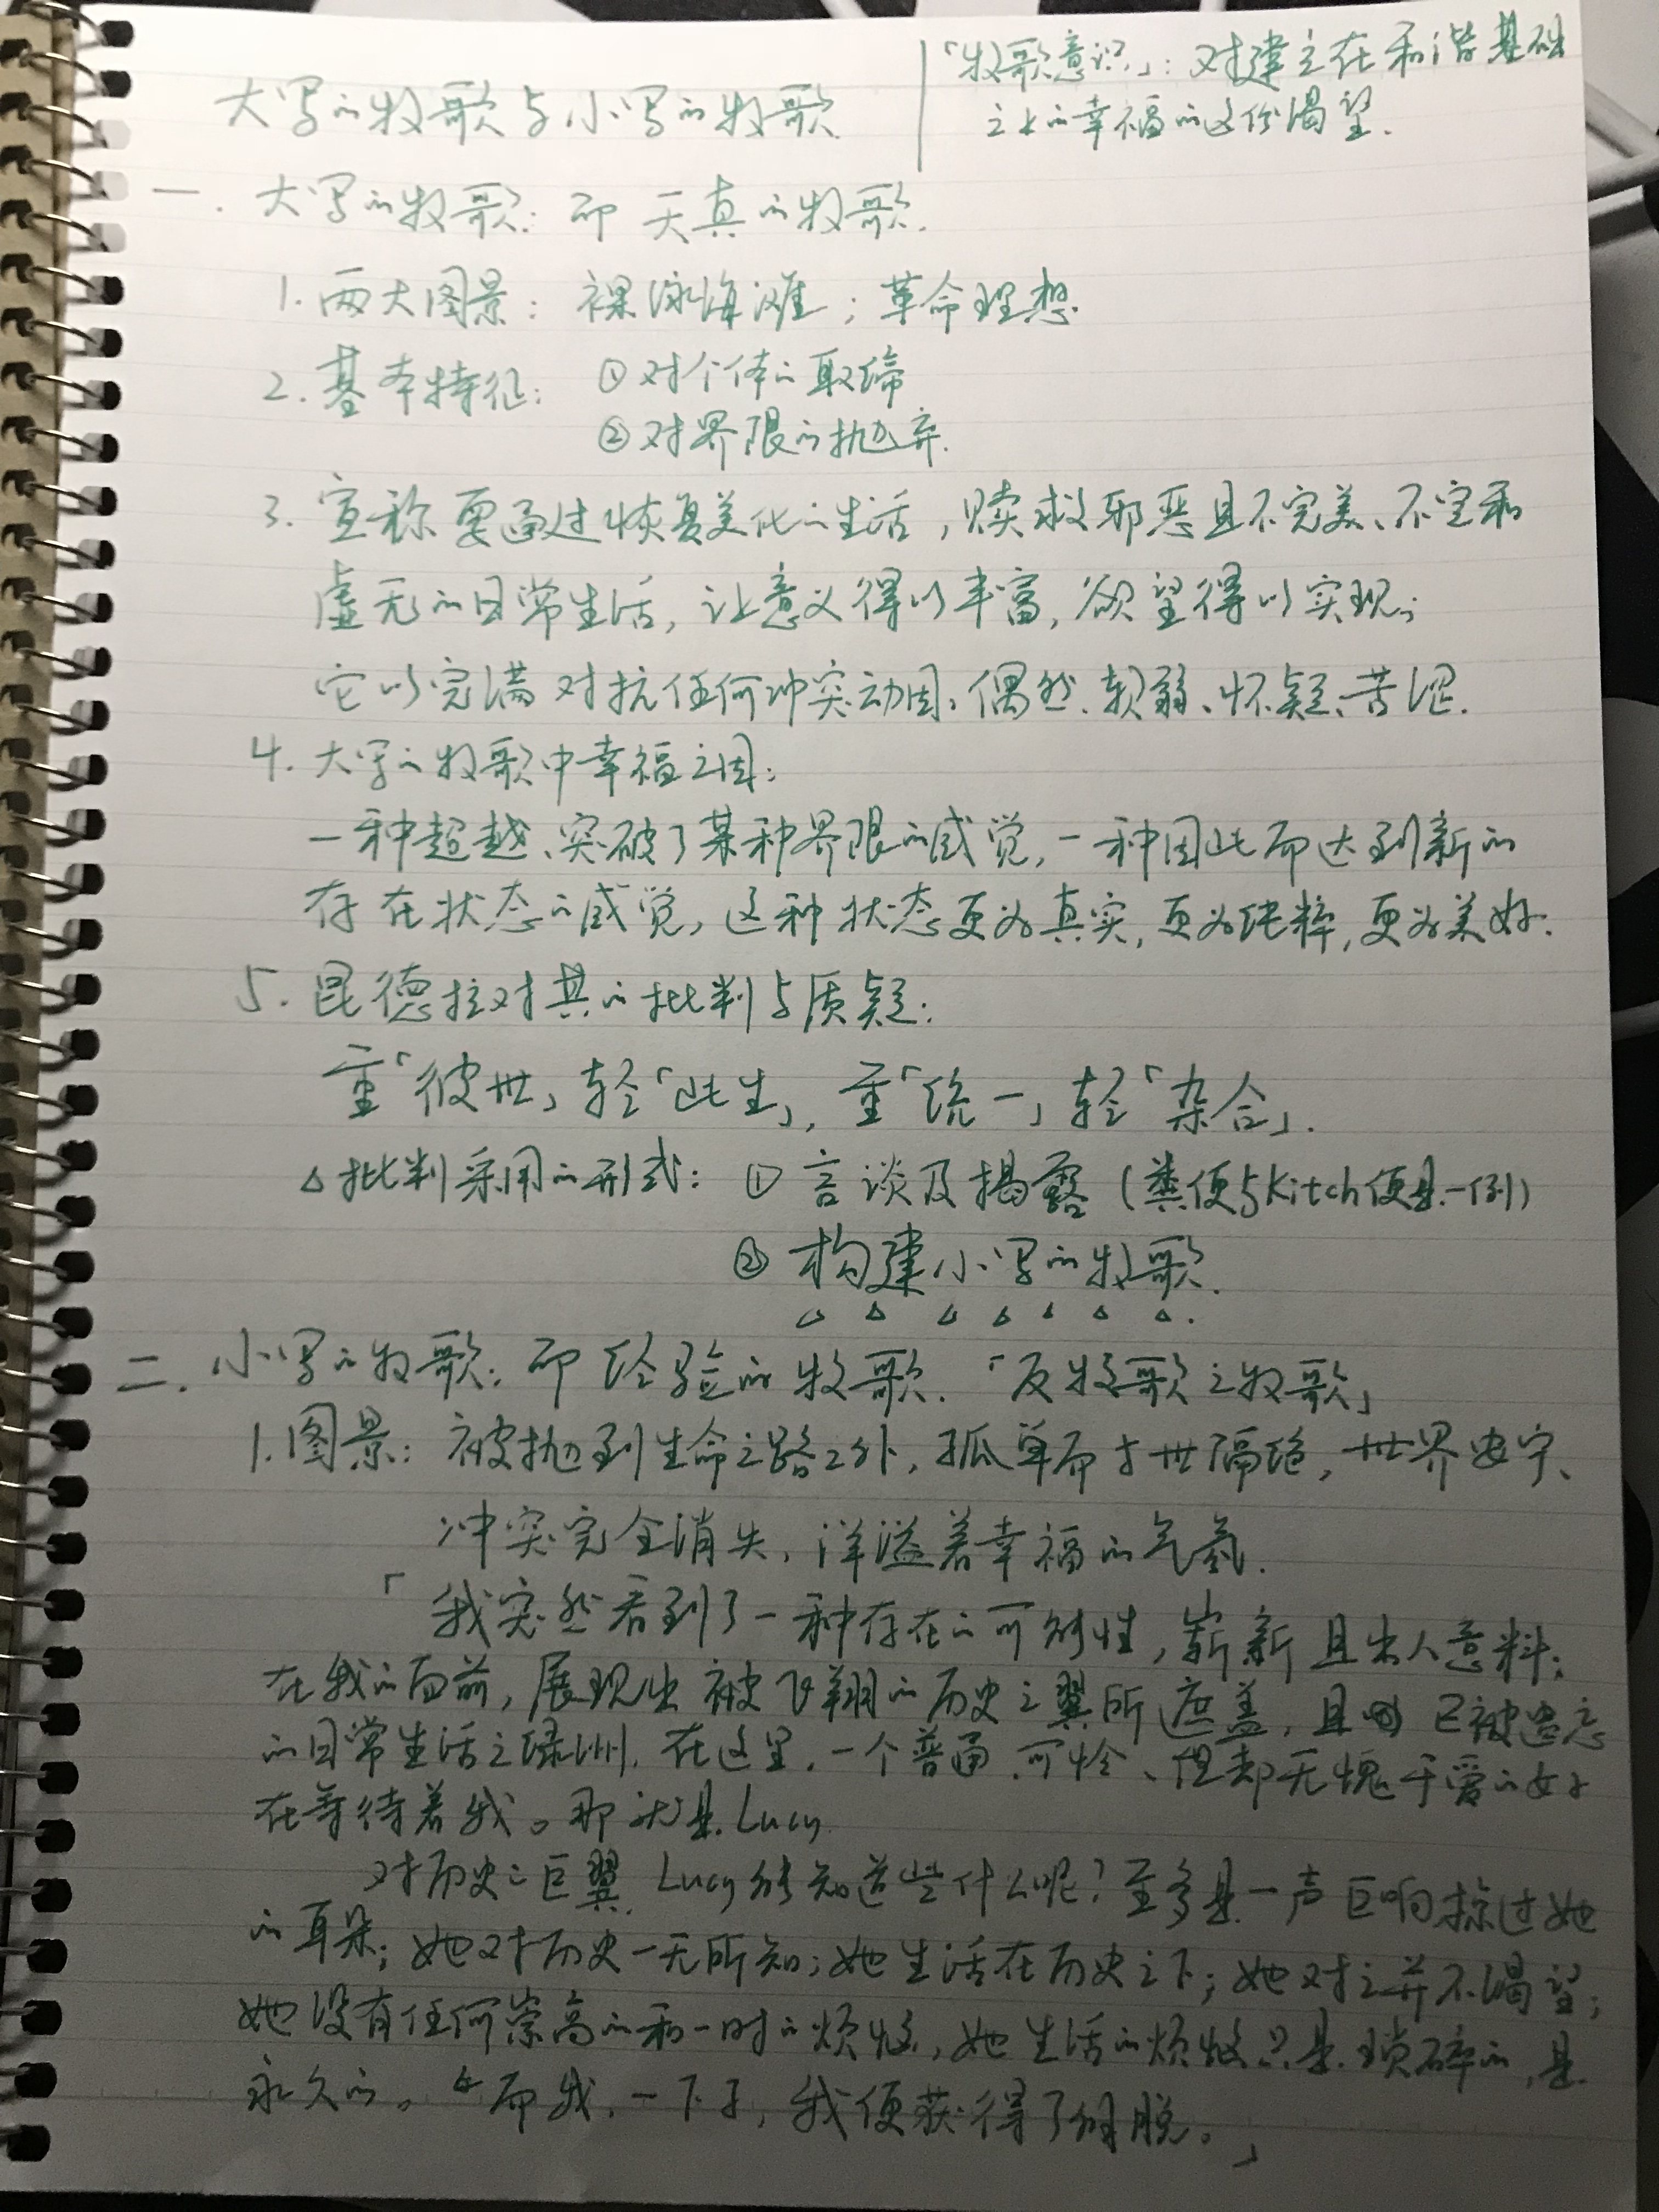 大写的牧歌与小写的牧歌
「牧歌意识」：对建立在和谐基础
之上的幸福的这份渴望.
一. 大写的牧歌：即天真的牧歌.
1. 两大图景：裸泳海滩；革命理想.
2. 基本特征：① 对个体的取缔
② 对界限的抛弃.
3. 宣称要通过恢复美化的生活，赎救邪恶且不完美、不定和
虚无的日常生活，让意义得以丰富，欲望得以实现；
它以完满对抗任何冲突动因、偶然、软弱、怀疑、苦涩.
4. 大写的牧歌中幸福之因：
一种超越、突破了某种界限的感觉，一种因此而达到新的
存在状态的感觉，这种状态更为真实，更为纯粹，更为美好.
5. 昆德拉对其的批判与质疑：
重「彼世」轻「此生」，重「统一」轻「杂合」.
△批判采用的形式：① 言谈及揭露（粪便与Kitch便是一例）
② 构建小写的牧歌.
二. 小写的牧歌：即经验的牧歌.「反牧歌之牧歌」
1. 图景：被抛到生命之路之外，孤单而与世隔绝，世界安宁、
冲突完全消失，洋溢着幸福的气氛.
「我突然看到了一种存在的可能性，崭新且出人意料；
在我的面前，展现出被飞翔的历史之翼所遮盖，且已被遗忘
的日常生活之绿洲. 在这里，一个普通、可怜、但却无愧于爱的女子
在等待着我。那就是Lucy.
对历史之巨翼，Lucy能知道些什么呢？至多是一声巨响掠过她
的耳朵；她对历史一无所知；她生活在历史之下；她对之并不渴望；
她没有任何崇高的和一时的烦恼，她生活的烦恼只是琐碎的，是
永久的。而我，一下子，我便获得了解脱。」